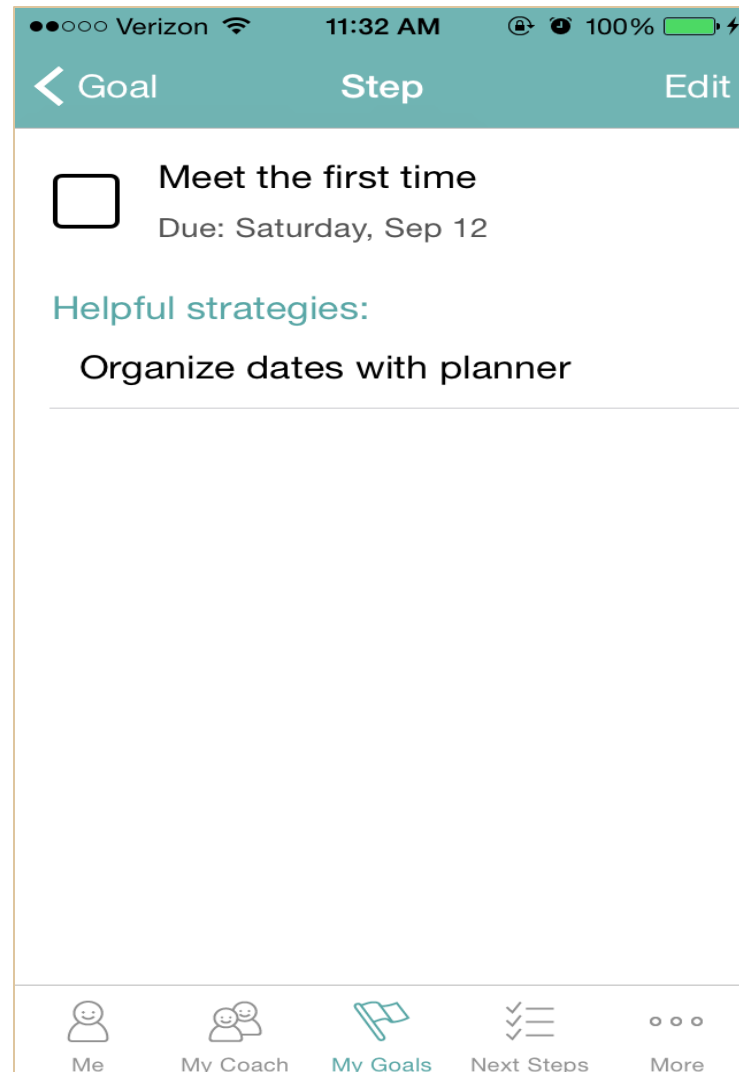 Verizon 11:32 AM 100%
Goal Step Edit
Meet the first time
Due: Saturday, Sep 12
Helpful strategies:
Organize dates with planner
Me My Coach My Goals Next Steps More